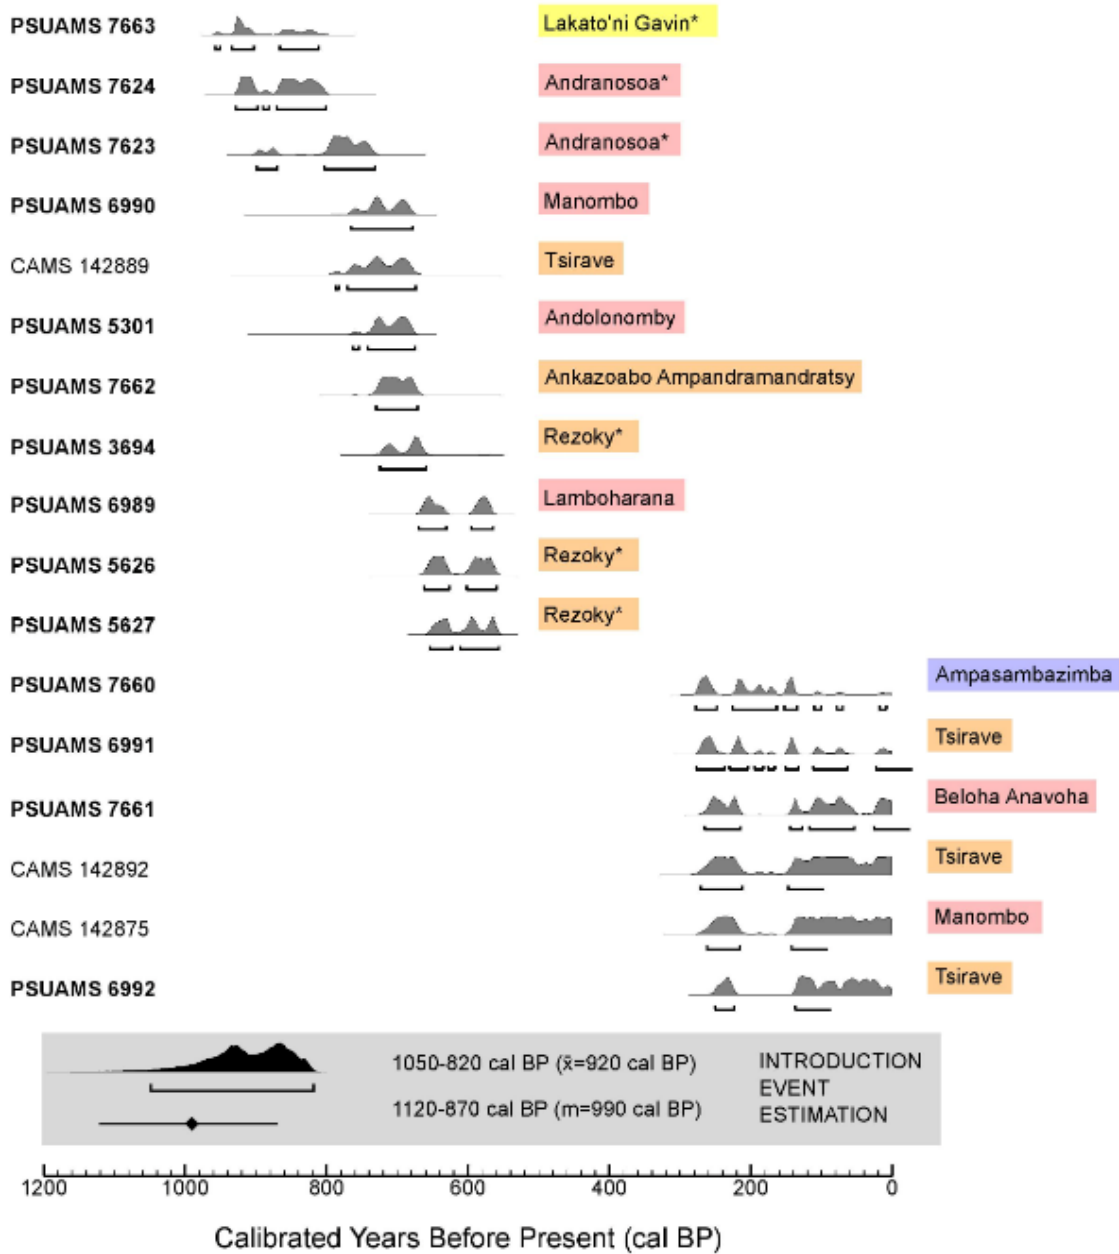 PSUAMS 7663 Lakato'ni Gavin*
PSUAMS 7624 Andranosoa*
PSUAMS 7623 Andranosoa*
PSUAMS 6990 Manombo
CAMS 142889 Tsirave
PSUAMS 5301 Andolonomby
PSUAMS 7662 Ankazoabo Ampandramandratsy
PSUAMS 3694 Rezoky*
PSUAMS 6989 Lamboharana
PSUAMS 5626 Rezoky*
PSUAMS 5627 Rezoky*
PSUAMS 7660 Ampasambazimba
PSUAMS 6991 Tsirave
PSUAMS 7661 Beloha Anavoha
CAMS 142892 Tsirave
CAMS 142875 Manombo
PSUAMS 6992 Tsirave
1050-820 cal BP (x̄=920 cal BP)
1120-870 cal BP (m=990 cal BP)
INTRODUCTION
EVENT
ESTIMATION
1200 1000 800 600 400 200 0
Calibrated Years Before Present (cal BP)